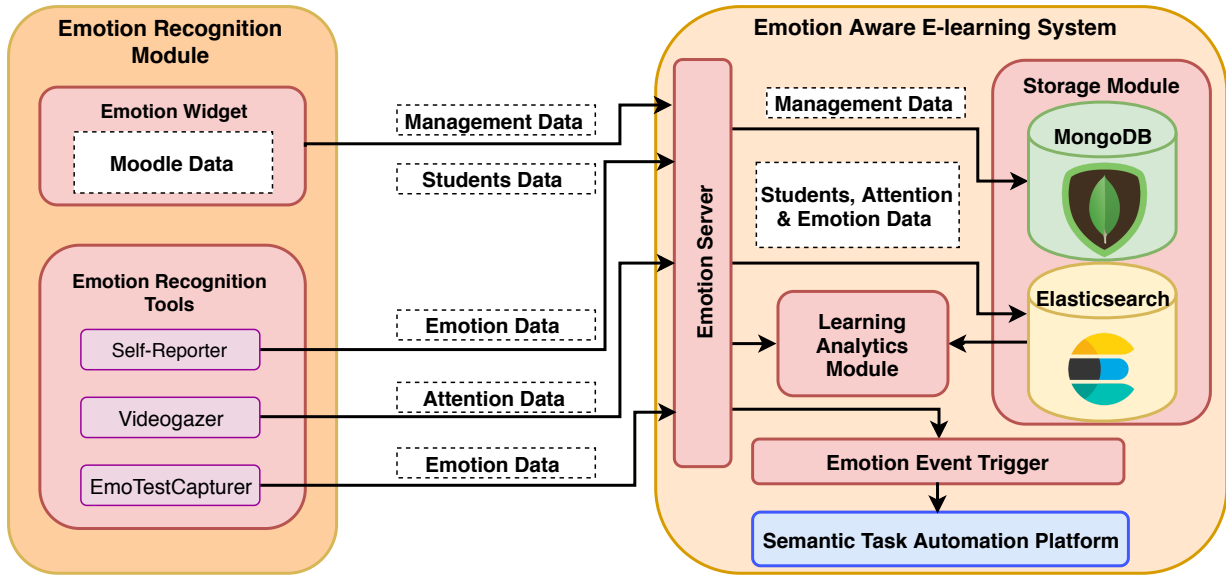 Emotion Recognition
Module
Emotion Widget
Moodle Data
Emotion Recognition
Tools
Self-Reporter
Videogazer
EmoTestCapturer
Management Data
Students Data
Emotion Data
Attention Data
Emotion Data
Emotion Aware E-learning System
Emotion Server
Management Data
Students, Attention
& Emotion Data
Storage Module
MongoDB
Elasticsearch
Learning
Analytics
Module
Emotion Event Trigger
Semantic Task Automation Platform